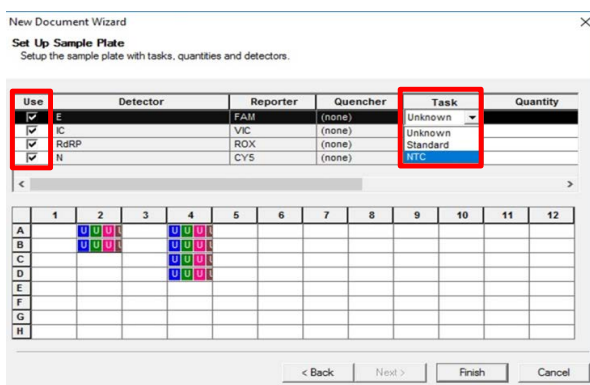 New Document Wizard
Set Up Sample Plate
Setup the sample plate with tasks, quantities and detectors.
Use Detector Reporter Quencher Task Quantity
E FAM (none) Unknown
IC VIC (none) Unknown
RdRP ROX (none) Standard
N CY5 (none) NTC
1 2 3 4 5 6 7 8 9 10 11 12
A U U U U U U U U
B U U U U U U U U
C U U U U
D U U U U
E
F
G
H
< Back Next > Finish Cancel